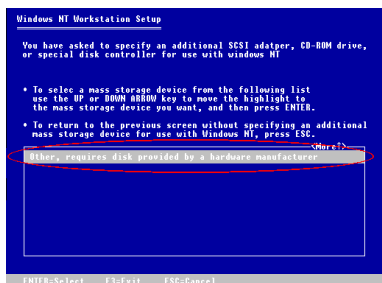 Windows NT Workstation Setup
You have asked to specify an additional SCSI adatper, CD-ROM drive,
or special disk controller for use with windows NT
• To selec a mass storage device from the following list
use the UP or DOWN ARROW key to move the highlight to
the mass storage device you want, and then press ENTER.
• To return to the previous screen without specifying an additional
mass storage device for use with Windows NT, press ESC.
<More↑>
Other, requires disk provided by a hardware manufacturer
ENTER=Select F3=Exit ESC=Cancel